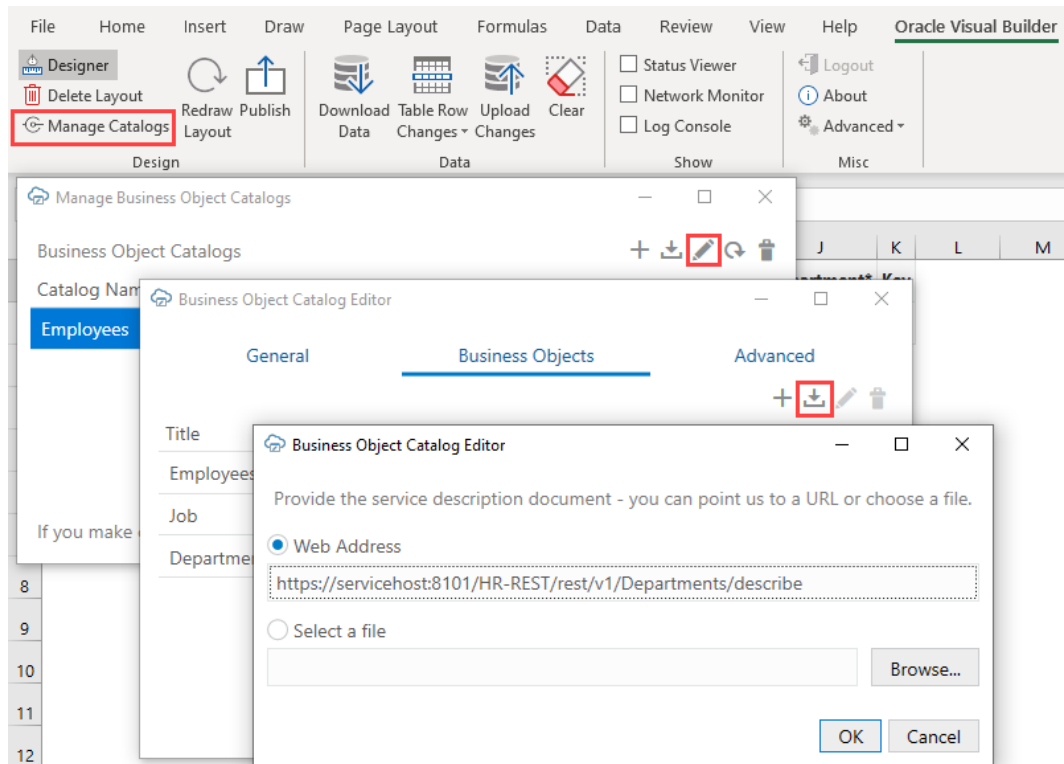 File Home Insert Draw Page Layout Formulas Data Review View Help Oracle Visual Builder
Designer
Delete Layout
Manage Catalogs
Redraw
Layout
Publish
Design
Download
Data
Table Row
Changes
Upload
Changes
Clear
Data
Status Viewer
Network Monitor
Log Console
Show
Logout
About
Advanced
Misc
Manage Business Object Catalogs
Business Object Catalogs
Catalog Nam
Employees
If you make
J K L M
Business Object Catalog Editor
General Business Objects Advanced
Title
Employees
Job
Departme
Business Object Catalog Editor
Provide the service description document - you can point us to a URL or choose a file.
Web Address
https://servicehost:8101/HR-REST/rest/v1/Departments/describe
Select a file
Browse...
OK Cancel
8
9
10
11
12